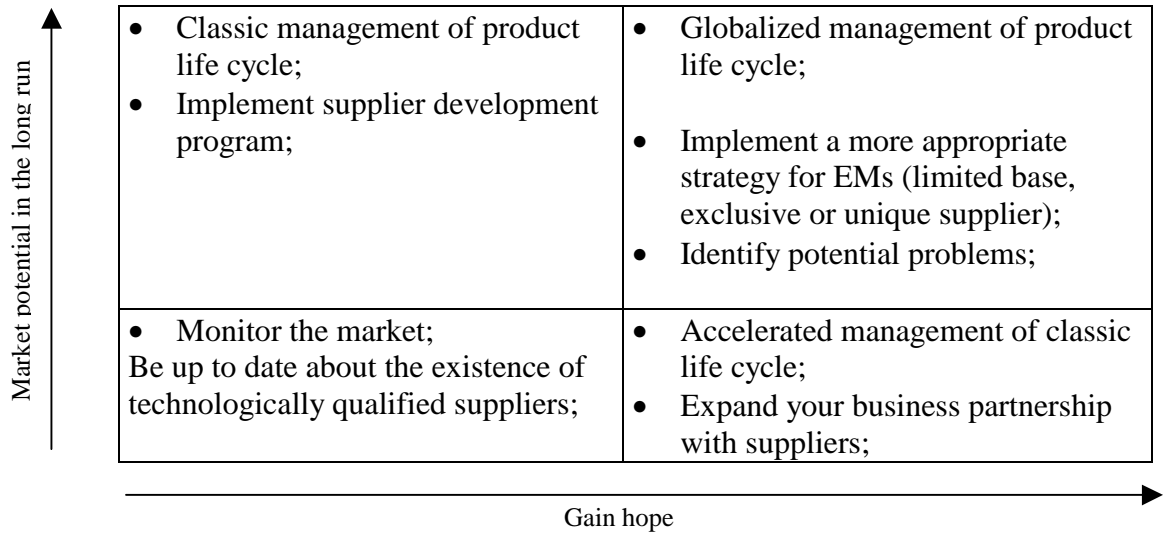 Market potential in the long run
• Classic management of product
life cycle;
• Implement supplier development
program;
• Globalized management of product
life cycle;
• Implement a more appropriate
strategy for EMs (limited base,
exclusive or unique supplier);
• Identify potential problems;
• Monitor the market;
Be up to date about the existence of
technologically qualified suppliers;
• Accelerated management of classic
life cycle;
• Expand your business partnership
with suppliers;
Gain hope